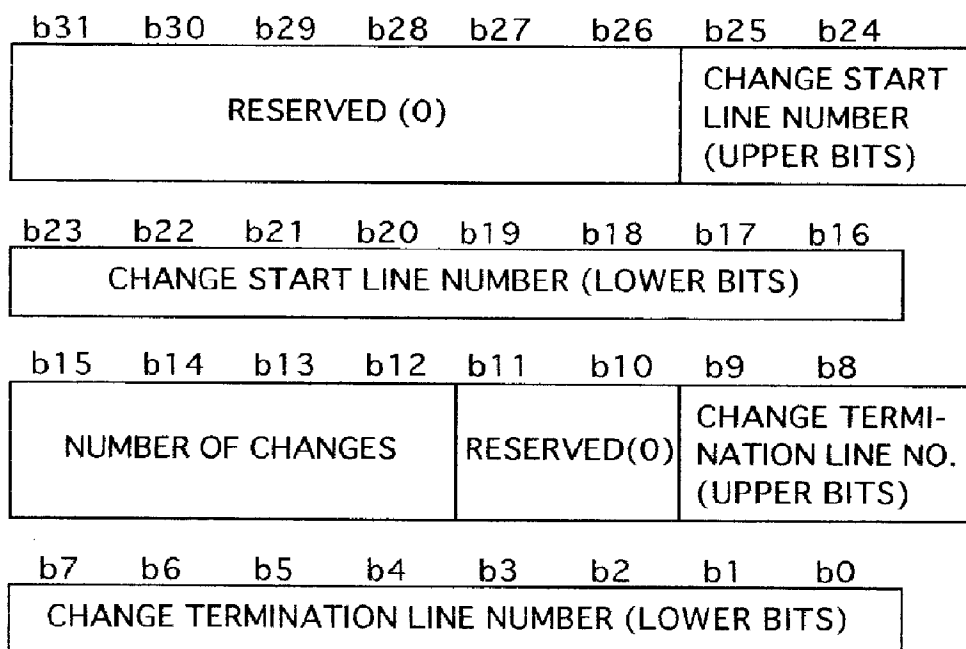 b31 b30 b29 b28 b27 b26 b25 b24
RESERVED (0)
CHANGE START
LINE NUMBER
(UPPER BITS)
b23 b22 b21 b20 b19 b18 b17 b16
CHANGE START LINE NUMBER (LOWER BITS)
b15 b14 b13 b12 b11 b10 b9 b8
NUMBER OF CHANGES
RESERVED(0)
CHANGE TERMI-
NATION LINE NO.
(UPPER BITS)
b7 b6 b5 b4 b3 b2 b1 b0
CHANGE TERMINATION LINE NUMBER (LOWER BITS)